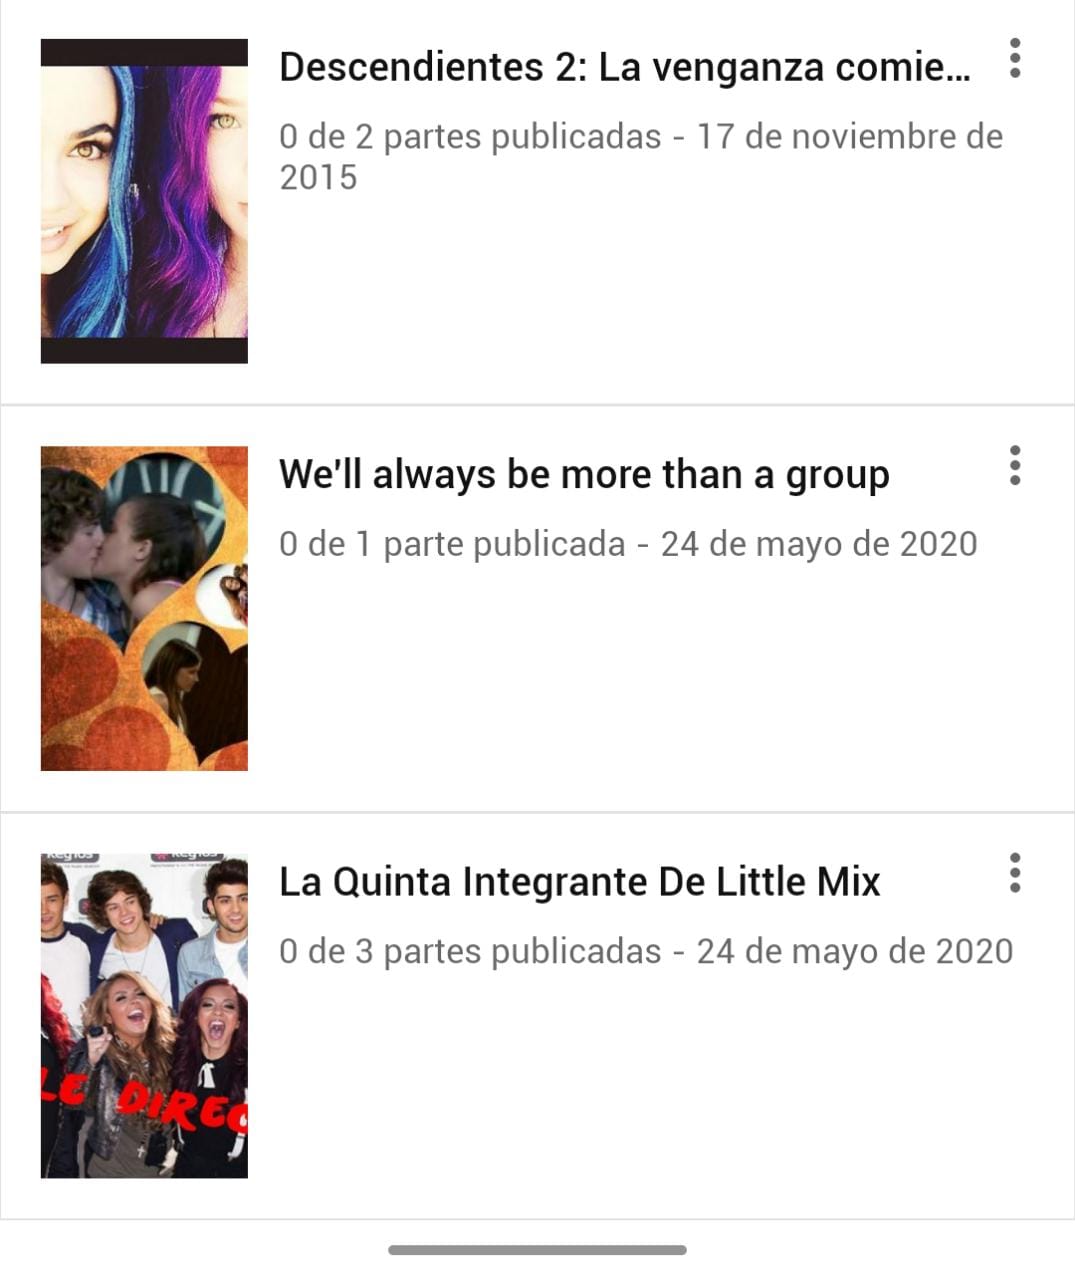 Descendientes 2: La venganza comie...
0 de 2 partes publicadas - 17 de noviembre de
2015
We'll always be more than a group
0 de 1 parte publicada - 24 de mayo de 2020
La Quinta Integrante De Little Mix
0 de 3 partes publicadas - 24 de mayo de 2020
LE DIREC